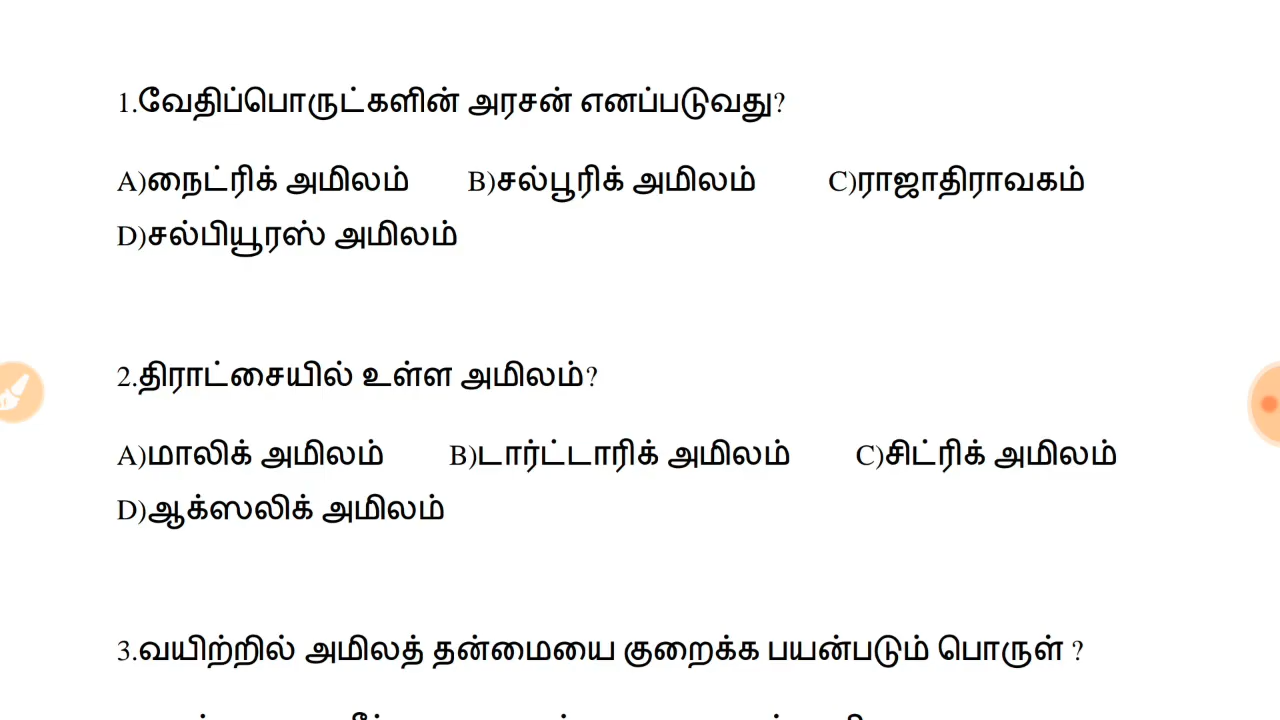 1.வேதிப்பொருட்களின் அரசன் எனப்படுவது?
A)நைட்ரிக் அமிலம் B)சல்பூரிக் அமிலம் C)ராஜாதிராவகம்
D)சல்பியூரஸ் அமிலம்
2.திராட்சையில் உள்ள அமிலம்?
A)மாலிக் அமிலம் B)டார்ட்டாரிக் அமிலம் C)சிட்ரிக் அமிலம்
D)ஆக்ஸலிக் அமிலம்
3.வயிற்றில் அமிலத் தன்மையை குறைக்க பயன்படும் பொருள் ?